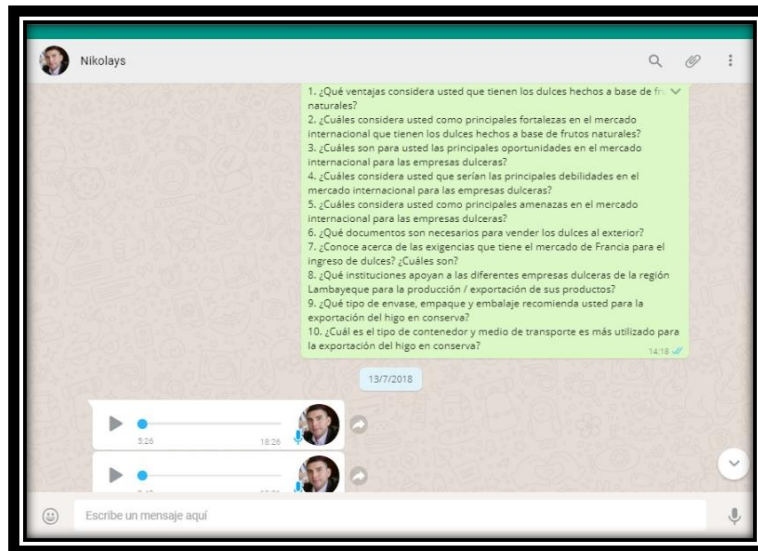 Nikolays
1. ¿Qué ventajas considera usted que tienen los dulces hechos a base de
naturales?
2. ¿Cuáles considera usted como principales fortalezas en el mercado
internacional que tienen los dulces hechos a base de frutos naturales?
3. ¿Cuáles son para usted las principales oportunidades en el mercado
internacional para las empresas dulceras?
4. ¿Cuáles considera usted que serían las principales debilidades en el
mercado internacional para las empresas dulceras?
5. ¿Cuáles considera usted como principales amenazas en el mercado
internacional para las empresas dulceras?
6. ¿Qué documentos son necesarios para vender los dulces al exterior?
7. ¿Conoce acerca de las exigencias que tiene el mercado de Francia para el
ingreso de dulces? ¿Cuáles son?
8. ¿Qué instituciones apoyan a las diferentes empresas dulceras de la región
Lambayeque para la producción / exportación de sus productos?
9. ¿Qué tipo de envase, empaque y embalaje recomienda usted para la
exportación del higo en conserva?
10. ¿Cuál es el tipo de contenedor y medio de transporte es más utilizado para
la exportación del higo en conserva?
14:18
13/7/2018
5:26 18:26
Escribe un mensaje aquí